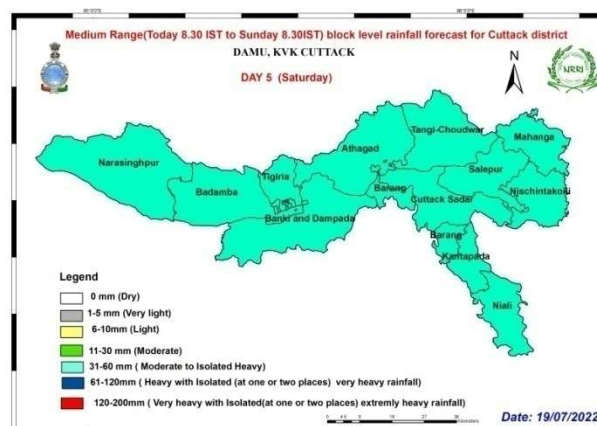 Medium Range(Today 8.30 IST to Sunday 8.30IST) block level rainfall forecast for Cuttack district
DAMU, KVK CUTTACK
DAY 5 (Saturday)
N
NRRI
Tangi-Choudwar
Mahanga
Athagad
Narasinghpur
Salepur
Tigiria
Badamba
Barang
Nischintakoili
Cuttack Sadar
Banki and Dampada
Barang
Kantapada
Niali
Legend
0 mm (Dry)
1-5 mm (Very light)
6-10mm (Light)
11-30 mm (Moderate)
31-60 mm ( Moderate to Isolated Heavy)
61-120mm ( Heavy with Isolated (at one or two places) very heavy rainfall)
120-200mm ( Very heavy with Isolated(at one or two places) extremly heavy rainfall)
Date: 19/07/2022